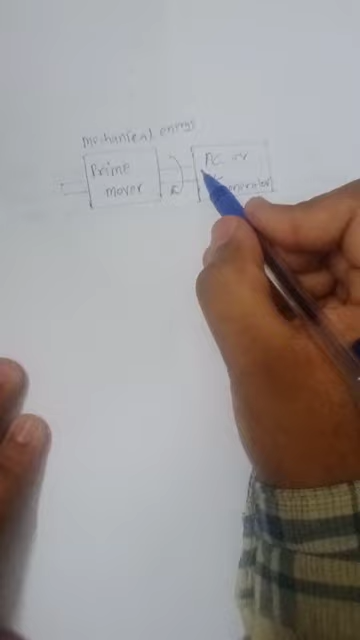 mechanical energy
Prime
mover
AC or
generator